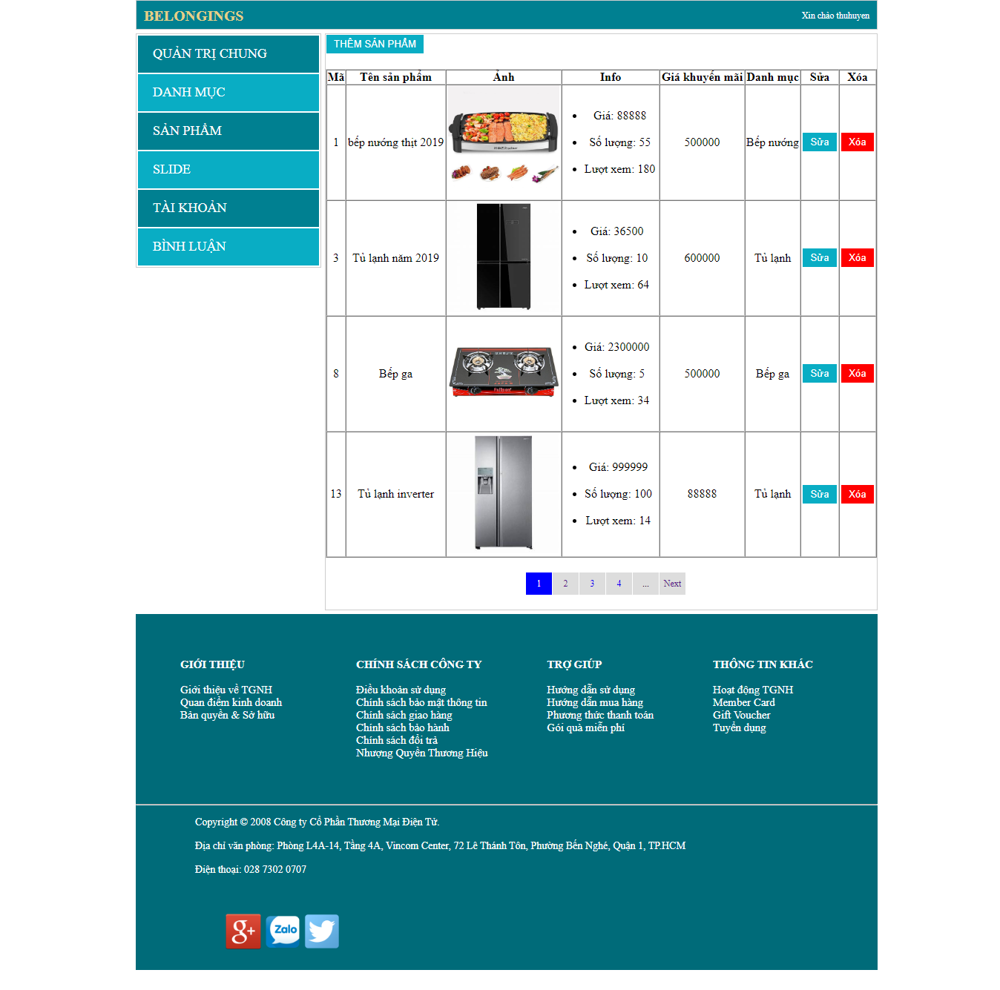 BELONGINGS
Xin chào thuhuyen
QUẢN TRỊ CHUNG
DANH MỤC
SẢN PHẨM
SLIDE
TÀI KHOẢN
BÌNH LUẬN
THÊM SẢN PHẨM
Mã Tên sản phẩm Ảnh Info Giá khuyến mãi Danh mục Sửa Xóa
1 bếp nướng thịt 2019 500000 Bếp nướng Sửa Xóa
Giá: 88888
Số lượng: 55
Lượt xem: 180
3 Tủ lạnh năm 2019 600000 Tủ lạnh Sửa Xóa
Giá: 36500
Số lượng: 10
Lượt xem: 64
8 Bếp ga 500000 Bếp ga Sửa Xóa
Giá: 2300000
Số lượng: 5
Lượt xem: 34
13 Tủ lạnh inverter 88888 Tủ lạnh Sửa Xóa
Giá: 999999
Số lượng: 100
Lượt xem: 14
1 2 3 4 ... Next
GIỚI THIỆU
Giới thiệu về TGNH
Quan điểm kinh doanh
Bản quyền & Sở hữu
CHÍNH SÁCH CÔNG TY
Điều khoản sử dụng
Chính sách bảo mật thông tin
Chính sách giao hàng
Chính sách bảo hành
Chính sách đổi trả
Nhượng Quyền Thương Hiệu
TRỢ GIÚP
Hướng dẫn sử dụng
Hướng dẫn mua hàng
Phương thức thanh toán
Gói quà miễn phí
THÔNG TIN KHÁC
Hoạt động TGNH
Member Card
Gift Voucher
Tuyển dụng
Copyright © 2008 Công ty Cổ Phần Thương Mại Điện Tử.
Địa chỉ văn phòng: Phòng L4A-14, Tầng 4A, Vincom Center, 72 Lê Thánh Tôn, Phường Bến Nghé, Quận 1, TP.HCM
Điện thoại: 028 7302 0707
g+ Zalo